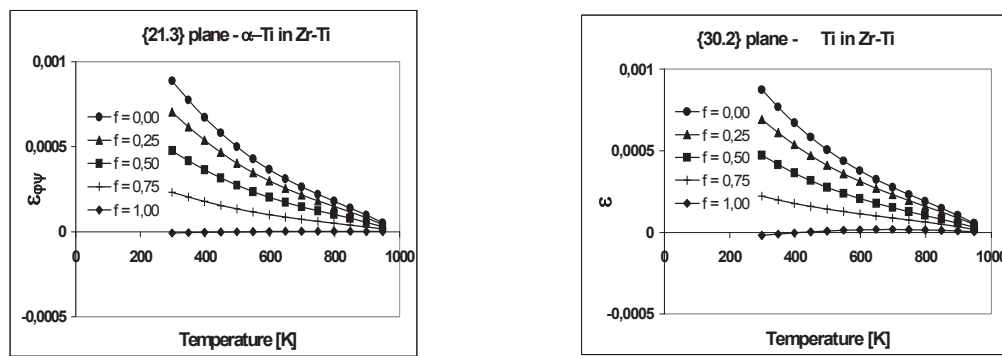 {21.3} plane - α–Ti in Zr-Ti
0,001
0,0005
0
-0,0005
f = 0,00
f = 0,25
f = 0,50
f = 0,75
f = 1,00
0 200 400 600 800 1000
εφψ
Temperature [K]
{30.2} plane - Ti in Zr-Ti
0,001
0,0005
0
-0,0005
f = 0,00
f = 0,25
f = 0,50
f = 0,75
f = 1,00
0 200 400 600 800 1000
ε
Temperature [K]